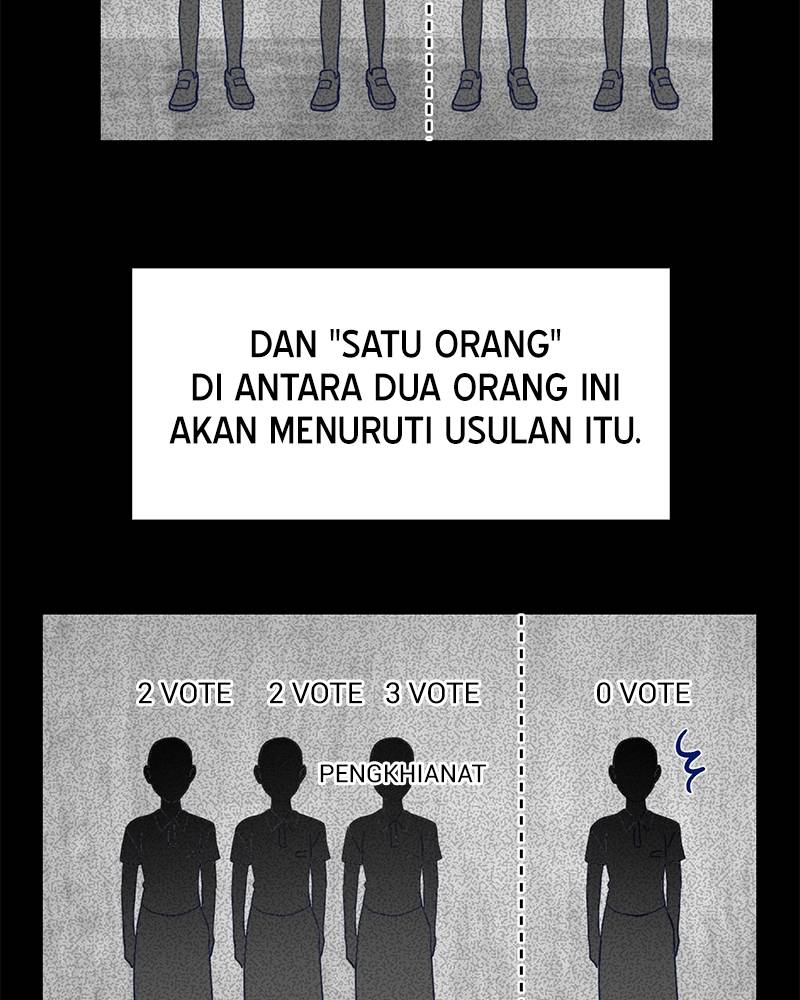 DAN "SATU ORANG"
DI ANTARA DUA ORANG INI
AKAN MENURUTI USULAN ITU.
2 VOTE 2 VOTE 3 VOTE 0 VOTE
PENGKHIANAT